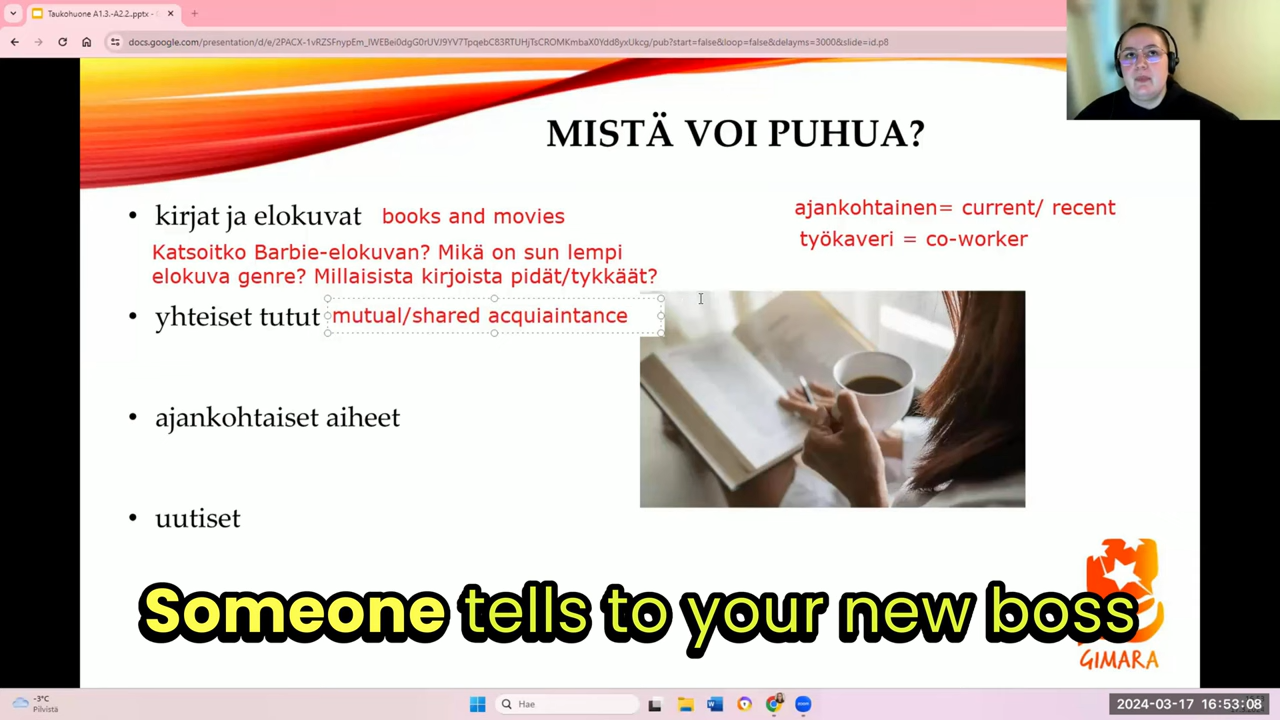 Taukohuone A1.3.-A2.2..pptx -
docs.google.com/presentation/d/e/2PACX-1vRZSFnypEm_lWEBei0dgG0rUVJ9YV7TpqebC83RTUHjTsCROMKmbaX0Ydd8yxUkcg/pub?start=false&loop=false&delayms=3000&slide=id.p8
MISTÄ VOI PUHUA?
• kirjat ja elokuvat books and movies
ajankohtainen= current/ recent
työkaveri = co-worker
Katsoitko Barbie-elokuvan? Mikä on sun lempi
elokuva genre? Millaisista kirjoista pidät/tykkäät?
• yhteiset tutut mutual/shared acquiaintance
• ajankohtaiset aiheet
• uutiset
Someone tells to your new boss
GIMARA
-3°C
Pilvistä
Hae
2024-03-17 16:53:08